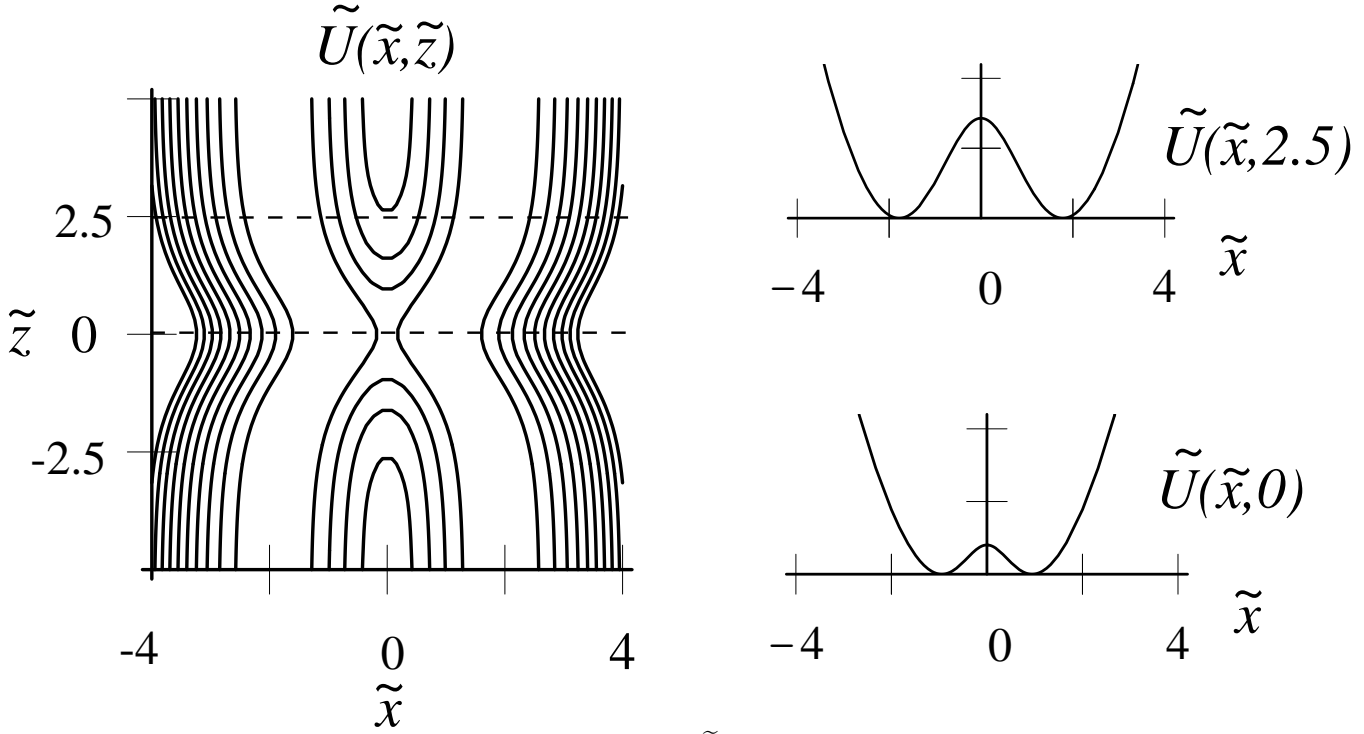 Ũ(x̃,z̃)
2.5
z̃ 0
-2.5
-4 0 4
x̃
Ũ(x̃,2.5)
x̃
−4 0 4
Ũ(x̃,0)
x̃
−4 0 4
~